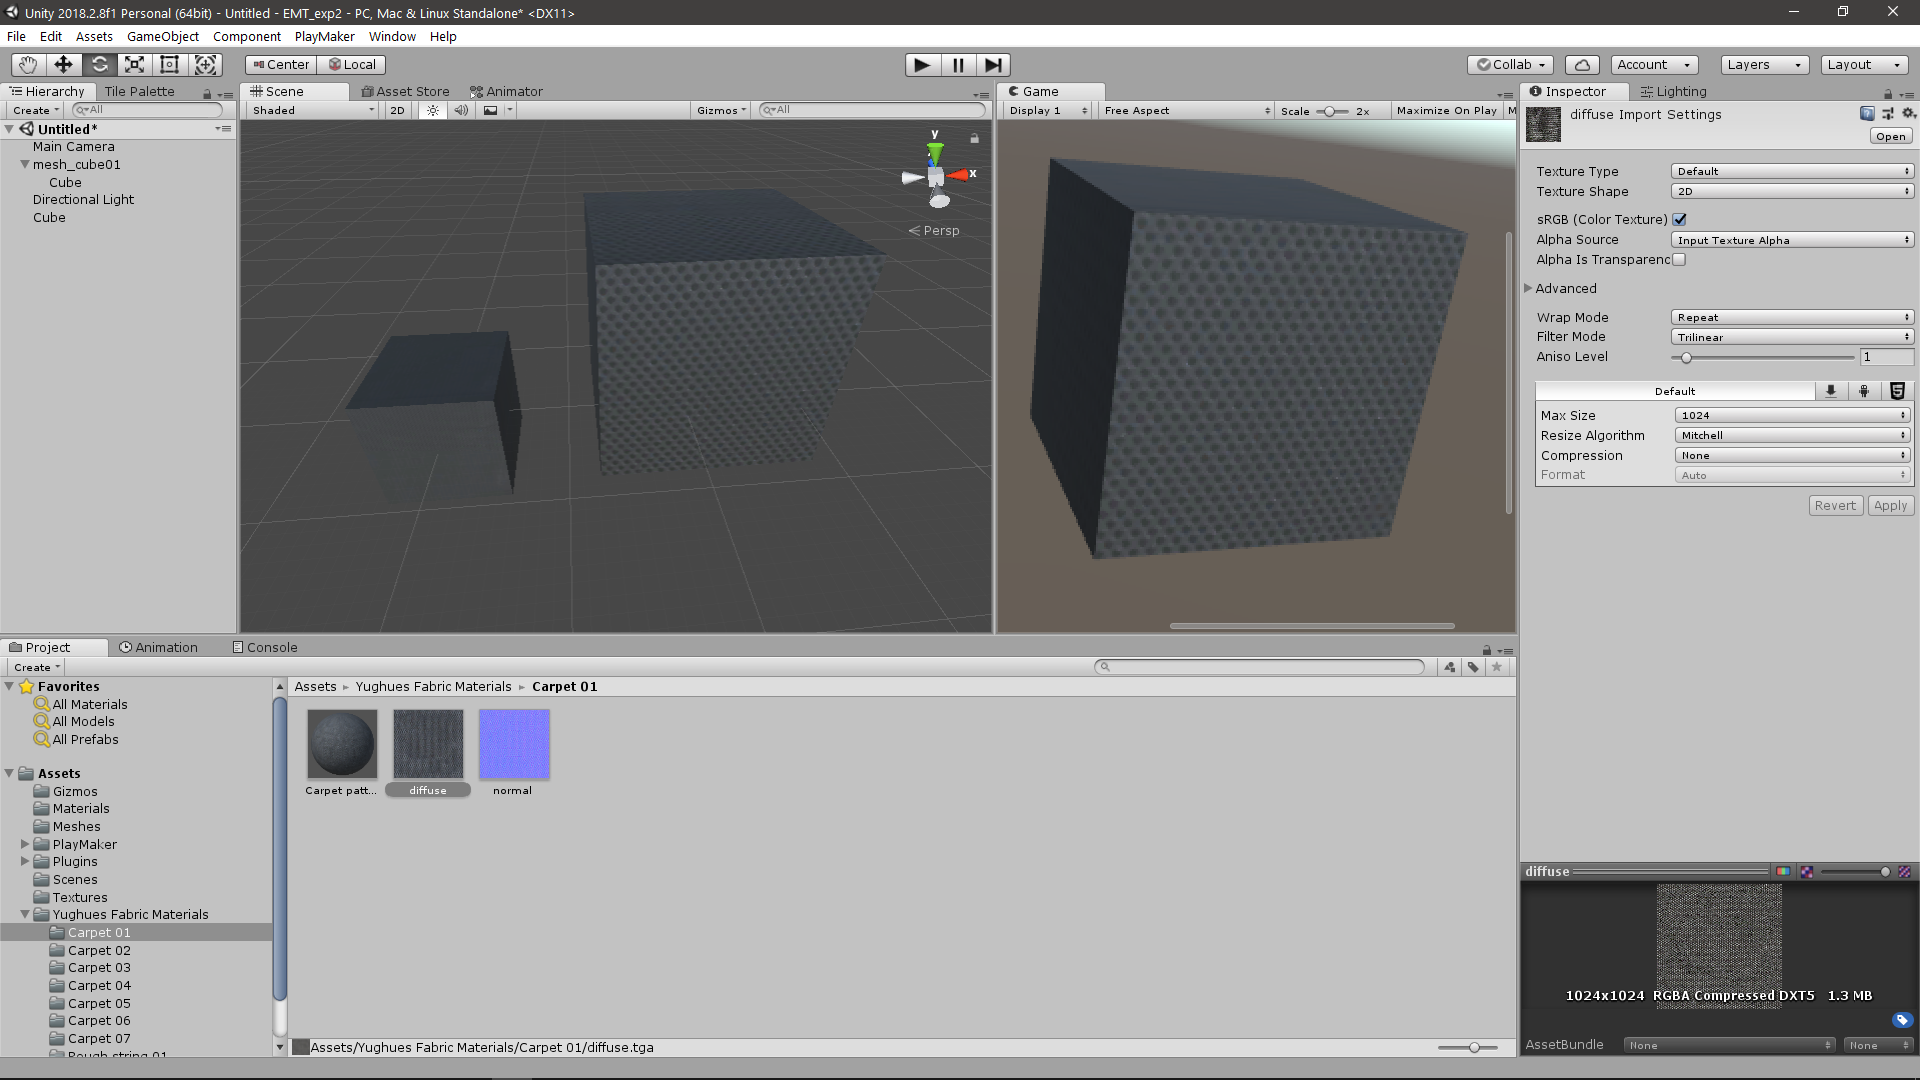 Unity 2018.2.8f1 Personal (64bit) - Untitled - EMT_exp2 - PC, Mac & Linux Standalone* <DX11>
File Edit Assets GameObject Component PlayMaker Window Help
Center Local Collab Account Layers Layout
Hierarchy Tile Palette
Create All
Untitled*
Main Camera
mesh_cube01
Cube
Directional Light
Cube
Scene Asset Store Animator
Shaded 2D Gizmos All
y
x
Persp
Game
Display 1 Free Aspect Scale 2x Maximize On Play M
Inspector Lighting
diffuse Import Settings
Open
Texture Type Default
Texture Shape 2D
sRGB (Color Texture)
Alpha Source Input Texture Alpha
Alpha Is Transparenc
Advanced
Wrap Mode Repeat
Filter Mode Trilinear
Aniso Level 1
Default
Max Size 1024
Resize Algorithm Mitchell
Compression None
Format Auto
Revert Apply
Project Animation Console
Create
Favorites
All Materials
All Models
All Prefabs
Assets
Gizmos
Materials
Meshes
PlayMaker
Plugins
Scenes
Textures
Yughues Fabric Materials
Carpet 01
Carpet 02
Carpet 03
Carpet 04
Carpet 05
Carpet 06
Carpet 07
Rough string 01
Assets Yughues Fabric Materials Carpet 01
Carpet patt... diffuse normal
Assets/Yughues Fabric Materials/Carpet 01/diffuse.tga
diffuse
1024x1024 RGBA Compressed DXT5 1.3 MB
AssetBundle None None